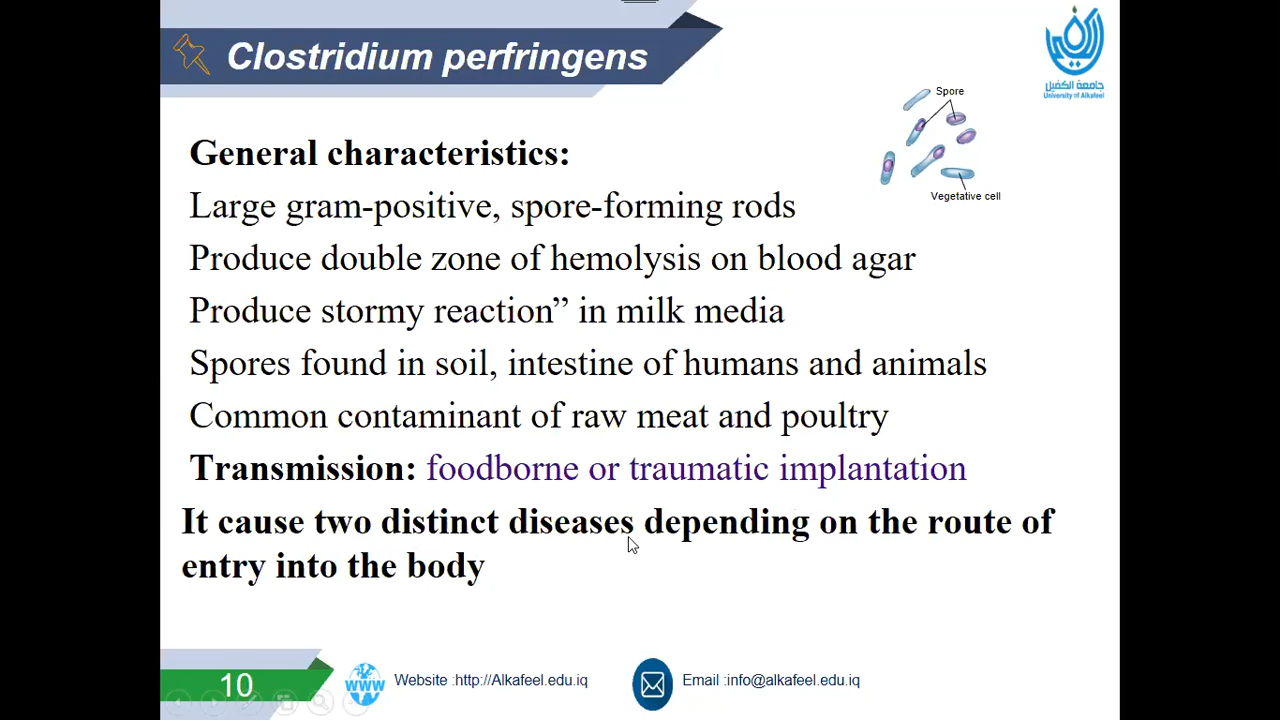 Clostridium perfringens
جامعة الكفيل
University of Alkafeel
Spore
Vegetative cell
General characteristics:
Large gram-positive, spore-forming rods
Produce double zone of hemolysis on blood agar
Produce stormy reaction” in milk media
Spores found in soil, intestine of humans and animals
Common contaminant of raw meat and poultry
Transmission: foodborne or traumatic implantation
It cause two distinct diseases depending on the route of
entry into the body
10
WWW
Website :http://Alkafeel.edu.iq
Email :info@alkafeel.edu.iq